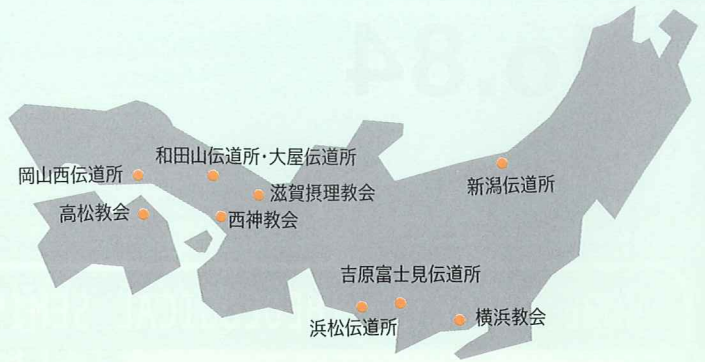 和田山伝道所・大屋伝道所
岡山西伝道所
滋賀摂理教会
新潟伝道所
高松教会
西神教会
吉原富士見伝道所
浜松伝道所
横浜教会